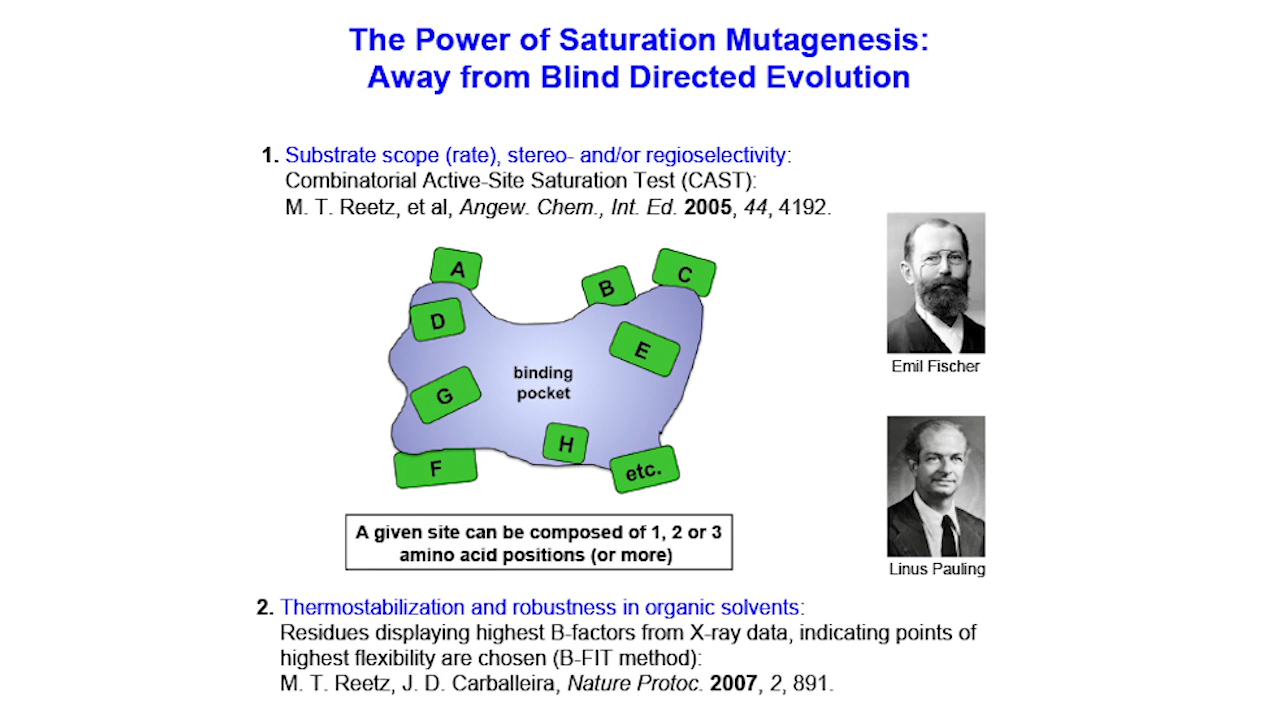 The Power of Saturation Mutagenesis:
Away from Blind Directed Evolution
1. Substrate scope (rate), stereo- and/or regioselectivity:
Combinatorial Active-Site Saturation Test (CAST):
M. T. Reetz, et al, Angew. Chem., Int. Ed. 2005, 44, 4192.
A
B
C
D
E
binding
pocket
G
H
F
etc.
Emil Fischer
Linus Pauling
A given site can be composed of 1, 2 or 3
amino acid positions (or more)
2. Thermostabilization and robustness in organic solvents:
Residues displaying highest B-factors from X-ray data, indicating points of
highest flexibility are chosen (B-FIT method):
M. T. Reetz, J. D. Carballeira, Nature Protoc. 2007, 2, 891.